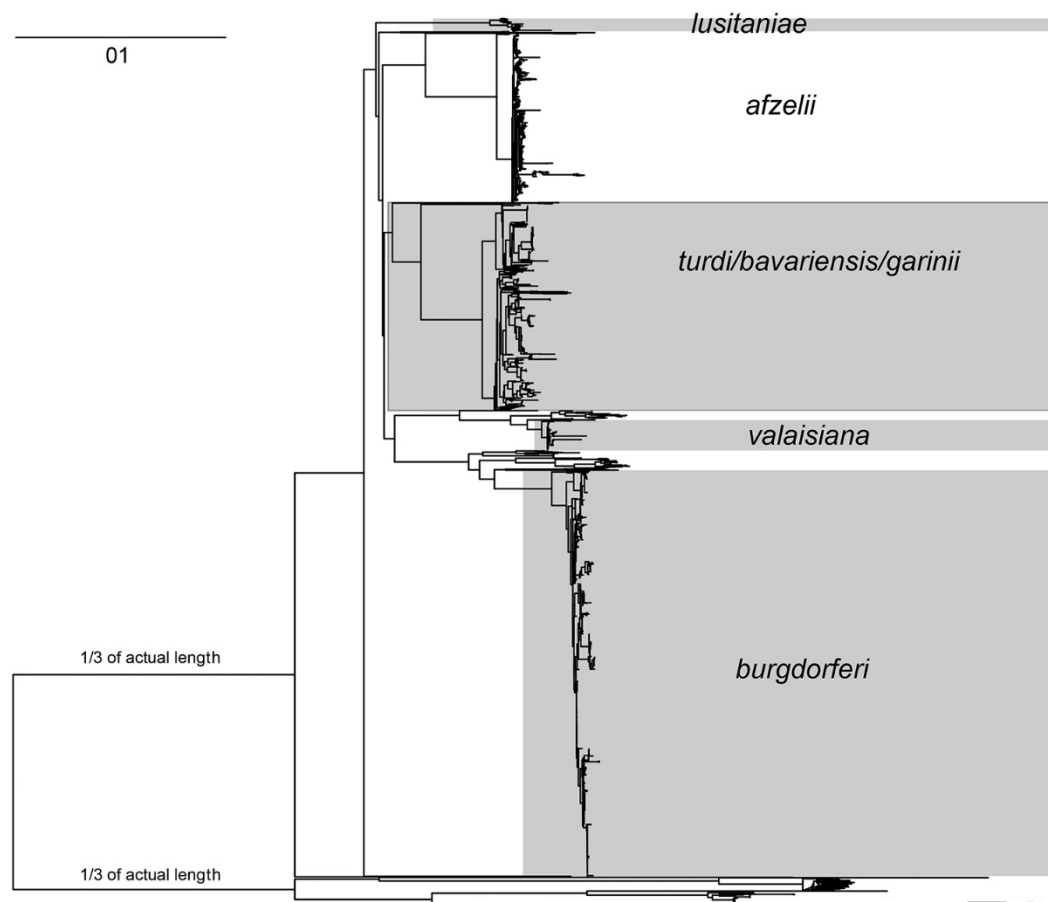 lusitaniae
01
afzelii
turdi/bavariensis/garinii
valaisiana
1/3 of actual length
burgdorferi
1/3 of actual length